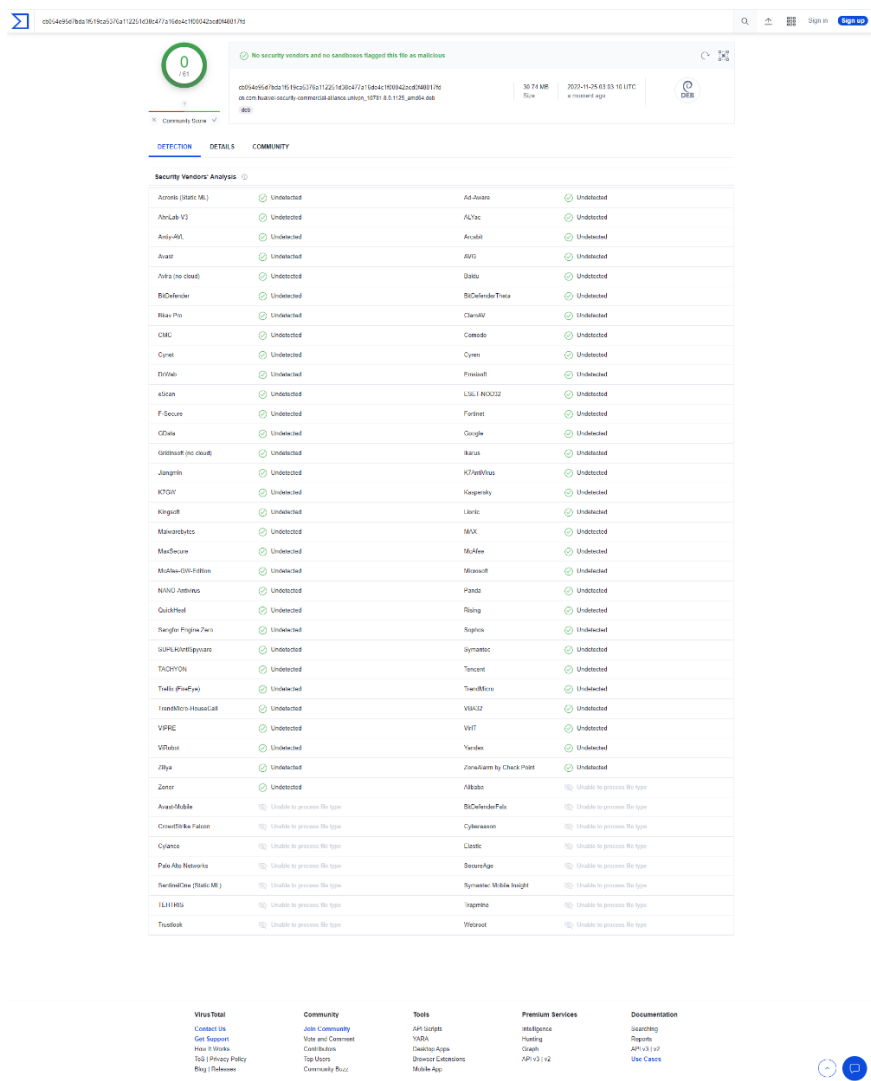 Sign in
Sign up
0
/ 61
Community Score
No security vendors and no sandboxes flagged this file as malicious
deb
30.74 MB
Size
2022-11-25 03:03:10 UTC
a moment ago
DEB
DETECTION DETAILS COMMUNITY
Security Vendors' Analysis
Acronis (Static ML) Undetected Ad-Aware Undetected
AhnLab-V3 Undetected ALYac Undetected
Antiy-AVL Undetected Arcabit Undetected
Avast Undetected AVG Undetected
Avira (no cloud) Undetected Baidu Undetected
BitDefender Undetected BitDefenderTheta Undetected
Bkav Pro Undetected ClamAV Undetected
CMC Undetected Comodo Undetected
Cynet Undetected Cyren Undetected
DrWeb Undetected Emsisoft Undetected
eScan Undetected ESET-NOD32 Undetected
F-Secure Undetected Fortinet Undetected
GData Undetected Google Undetected
Gridinsoft (no cloud) Undetected Ikarus Undetected
Jiangmin Undetected K7AntiVirus Undetected
K7GW Undetected Kaspersky Undetected
Kingsoft Undetected Lionic Undetected
Malwarebytes Undetected MAX Undetected
MaxSecure Undetected McAfee Undetected
McAfee-GW-Edition Undetected Microsoft Undetected
NANO-Antivirus Undetected Panda Undetected
QuickHeal Undetected Rising Undetected
Sangfor Engine Zero Undetected Sophos Undetected
SUPERAntiSpyware Undetected Symantec Undetected
TACHYON Undetected Tencent Undetected
Trellix (FireEye) Undetected TrendMicro Undetected
TrendMicro-HouseCall Undetected VBA32 Undetected
VIPRE Undetected VirIT Undetected
ViRobot Undetected Yandex Undetected
Zillya Undetected ZoneAlarm by Check Point Undetected
Zoner Undetected Alibaba Unable to process file type
Avast-Mobile Unable to process file type BitDefenderFalx Unable to process file type
CrowdStrike Falcon Unable to process file type Cybereason Unable to process file type
Cylance Unable to process file type Elastic Unable to process file type
Palo Alto Networks Unable to process file type SecureAge Unable to process file type
SentinelOne (Static ML) Unable to process file type Symantec Mobile Insight Unable to process file type
TEHTRIS Unable to process file type Trapmine Unable to process file type
Trustlook Unable to process file type Webroot Unable to process file type
VirusTotal Community Tools Premium Services Documentation
Contact Us Join Community API Scripts Intelligence Searching
Get Support Vote and Comment YARA Hunting Reports
How It Works Contributors Desktop Apps Graph API v3 | v2
ToS | Privacy Policy Top Users Browser Extensions API v3 | v2 Use Cases
Blog | Releases Community Buzz Mobile App